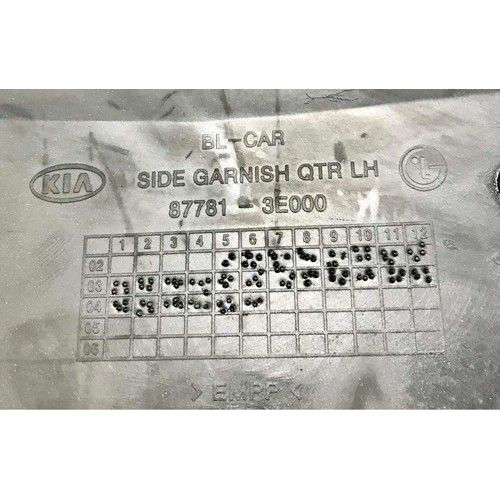 BL-CAR
KIA SIDE GARNISH QTR LH LG
87781-3E000
1 2 3 4 5 6 7 8 9 10 11 12
02
03
04
05
06
> EMPP <